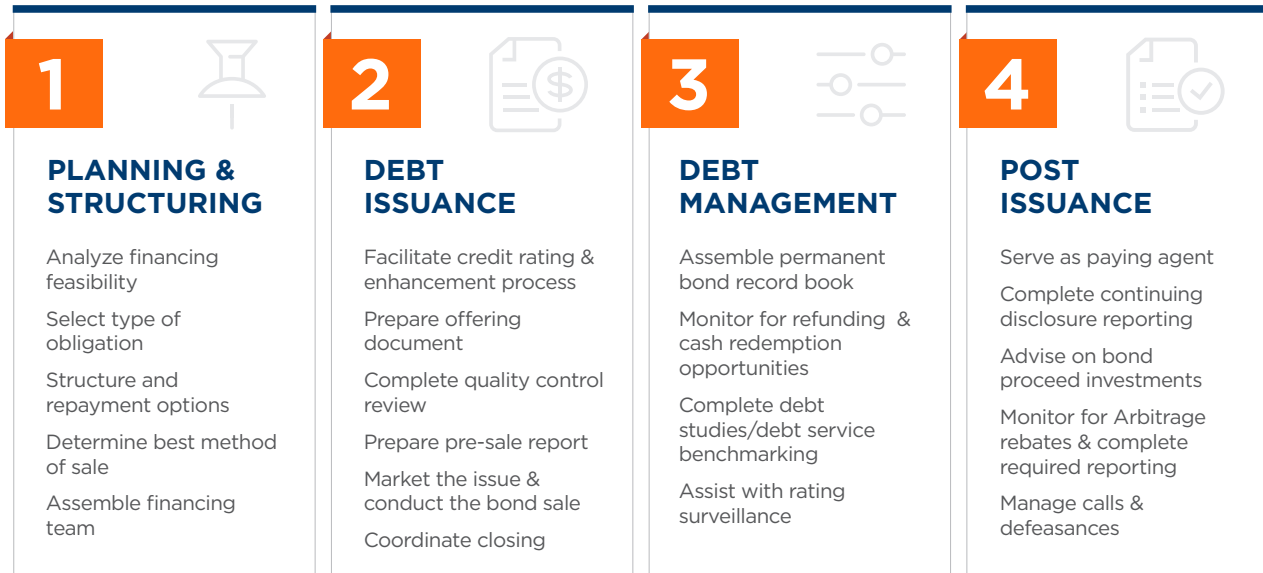 1
PLANNING &
STRUCTURING
Analyze financing
feasibility
Select type of
obligation
Structure and
repayment options
Determine best method
of sale
Assemble financing
team
2
DEBT
ISSUANCE
Facilitate credit rating &
enhancement process
Prepare offering
document
Complete quality control
review
Prepare pre-sale report
Market the issue &
conduct the bond sale
Coordinate closing
3
DEBT
MANAGEMENT
Assemble permanent
bond record book
Monitor for refunding &
cash redemption
opportunities
Complete debt
studies/debt service
benchmarking
Assist with rating
surveillance
4
POST
ISSUANCE
Serve as paying agent
Complete continuing
disclosure reporting
Advise on bond
proceed investments
Monitor for Arbitrage
rebates & complete
required reporting
Manage calls &
defeasances